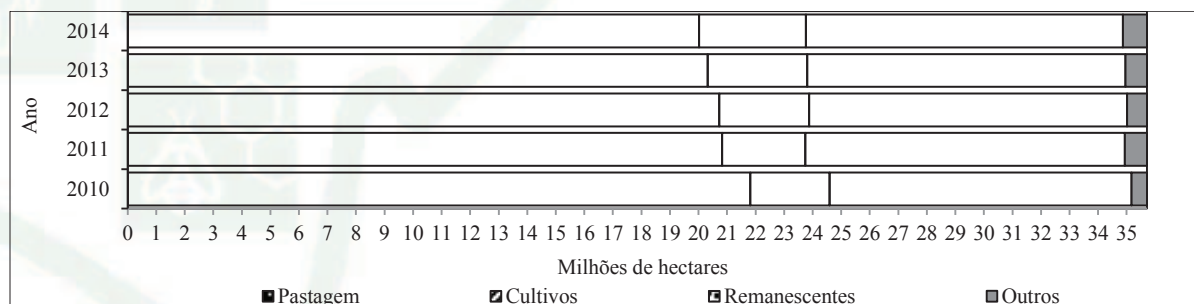 2014
2013
2012
2011
2010
Ano
0 1 2 3 4 5 6 7 8 9 10 11 12 13 14 15 16 17 18 19 20 21 22 23 24 25 26 27 28 29 30 31 32 33 34 35
Milhões de hectares
Pastagem Cultivos Remanescentes Outros